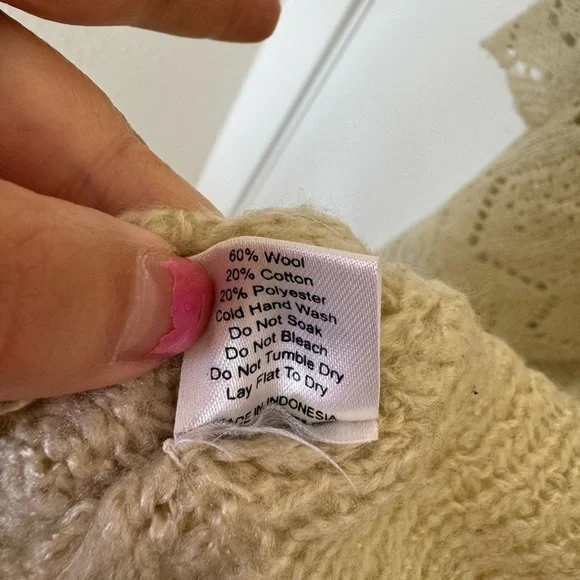 60% Wool
20% Cotton
20% Polyester
Cold Hand Wash
Do Not Soak
Do Not Bleach
Do Not Tumble Dry
Lay Flat To Dry
MADE IN INDONESIA